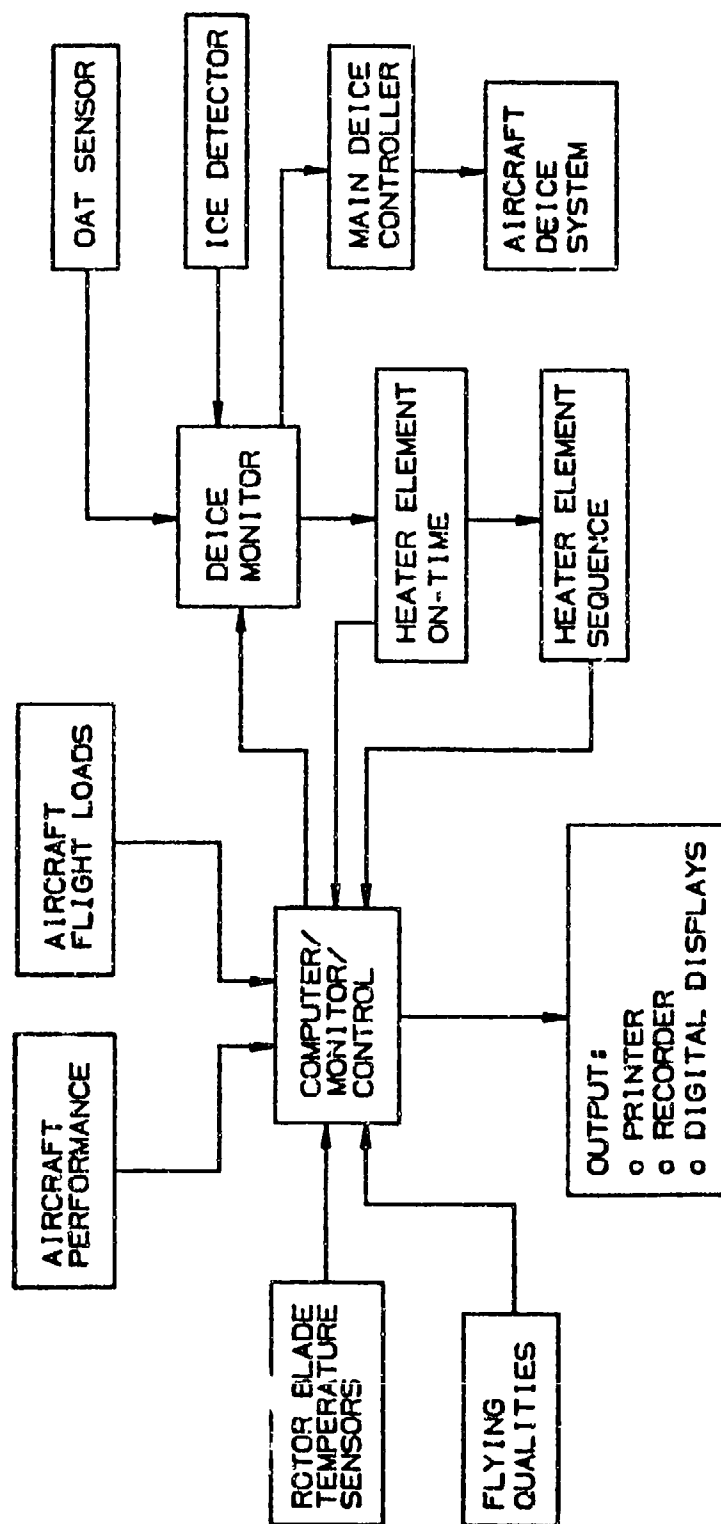 AIRCRAFT
PERFORMANCE
AIRCRAFT
FLIGHT LOADS
OAT SENSOR
ICE DETECTOR
ROTOR BLADE
TEMPERATURE
SENSORS
COMPUTER/
MONITOR/
CONTROL
DEICE
MONITOR
MAIN DEICE
CONTROLLER
FLYING
QUALITIES
HEATER ELEMENT
ON-TIME
AIRCRAFT
DEICE
SYSTEM
HEATER ELEMENT
SEQUENCE
OUTPUT:
o PRINTER
o RECORDER
o DIGITAL DISPLAYS